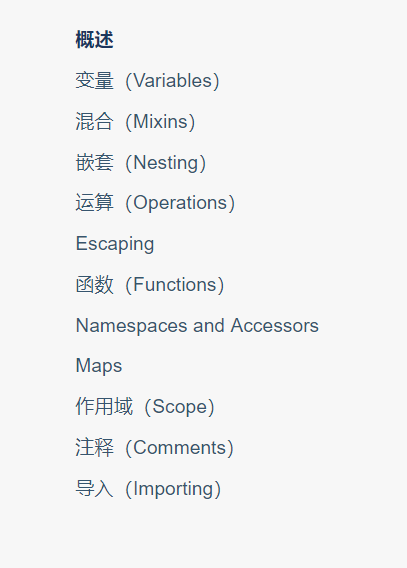 概述
变量（Variables）
混合（Mixins）
嵌套（Nesting）
运算（Operations）
Escaping
函数（Functions）
Namespaces and Accessors
Maps
作用域（Scope）
注释（Comments）
导入（Importing）